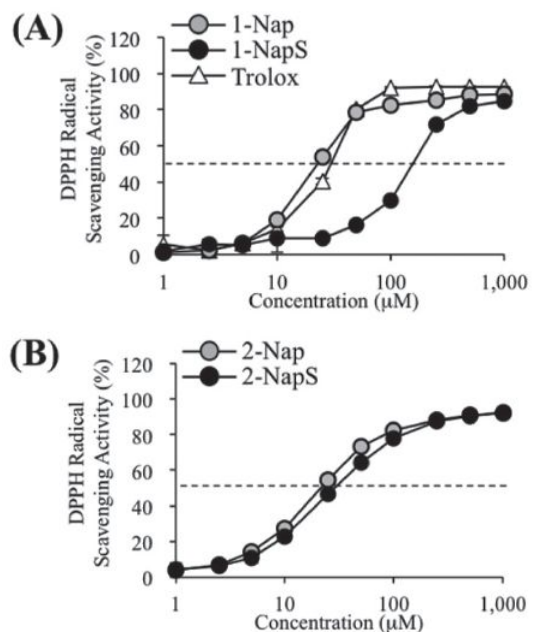 (A)
1-Nap
1-NapS
Trolox
DPPH Radical
Scavenging Activity (%)
120
100
80
60
40
20
0
1
10
100
1,000
Concentration (μM)
(B)
2-Nap
2-NapS
DPPH Radical
Scavenging Activity (%)
120
100
80
60
40
20
0
1
10
100
1,000
Concentration (μM)